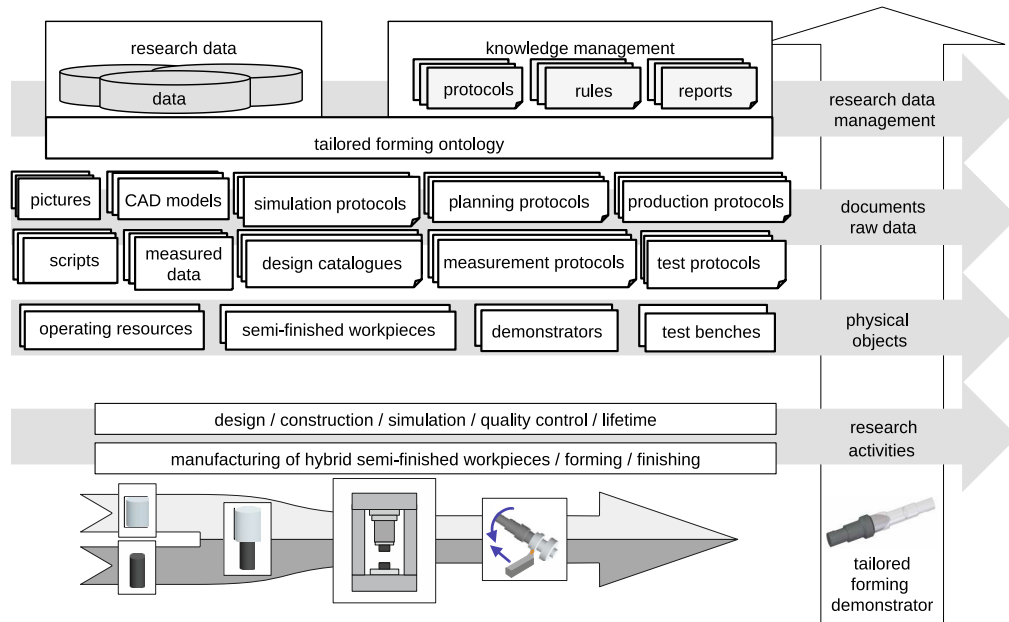 research data
data
knowledge management
protocols
rules
reports
tailored forming ontology
research data
management
pictures
CAD models
simulation protocols
planning protocols
production protocols
documents
raw data
scripts
measured
data
design catalogues
measurement protocols
test protocols
operating resources
semi-finished workpieces
demonstrators
test benches
physical
objects
design / construction / simulation / quality control / lifetime
manufacturing of hybrid semi-finished workpieces / forming / finishing
research
activities
tailored
forming
demonstrator